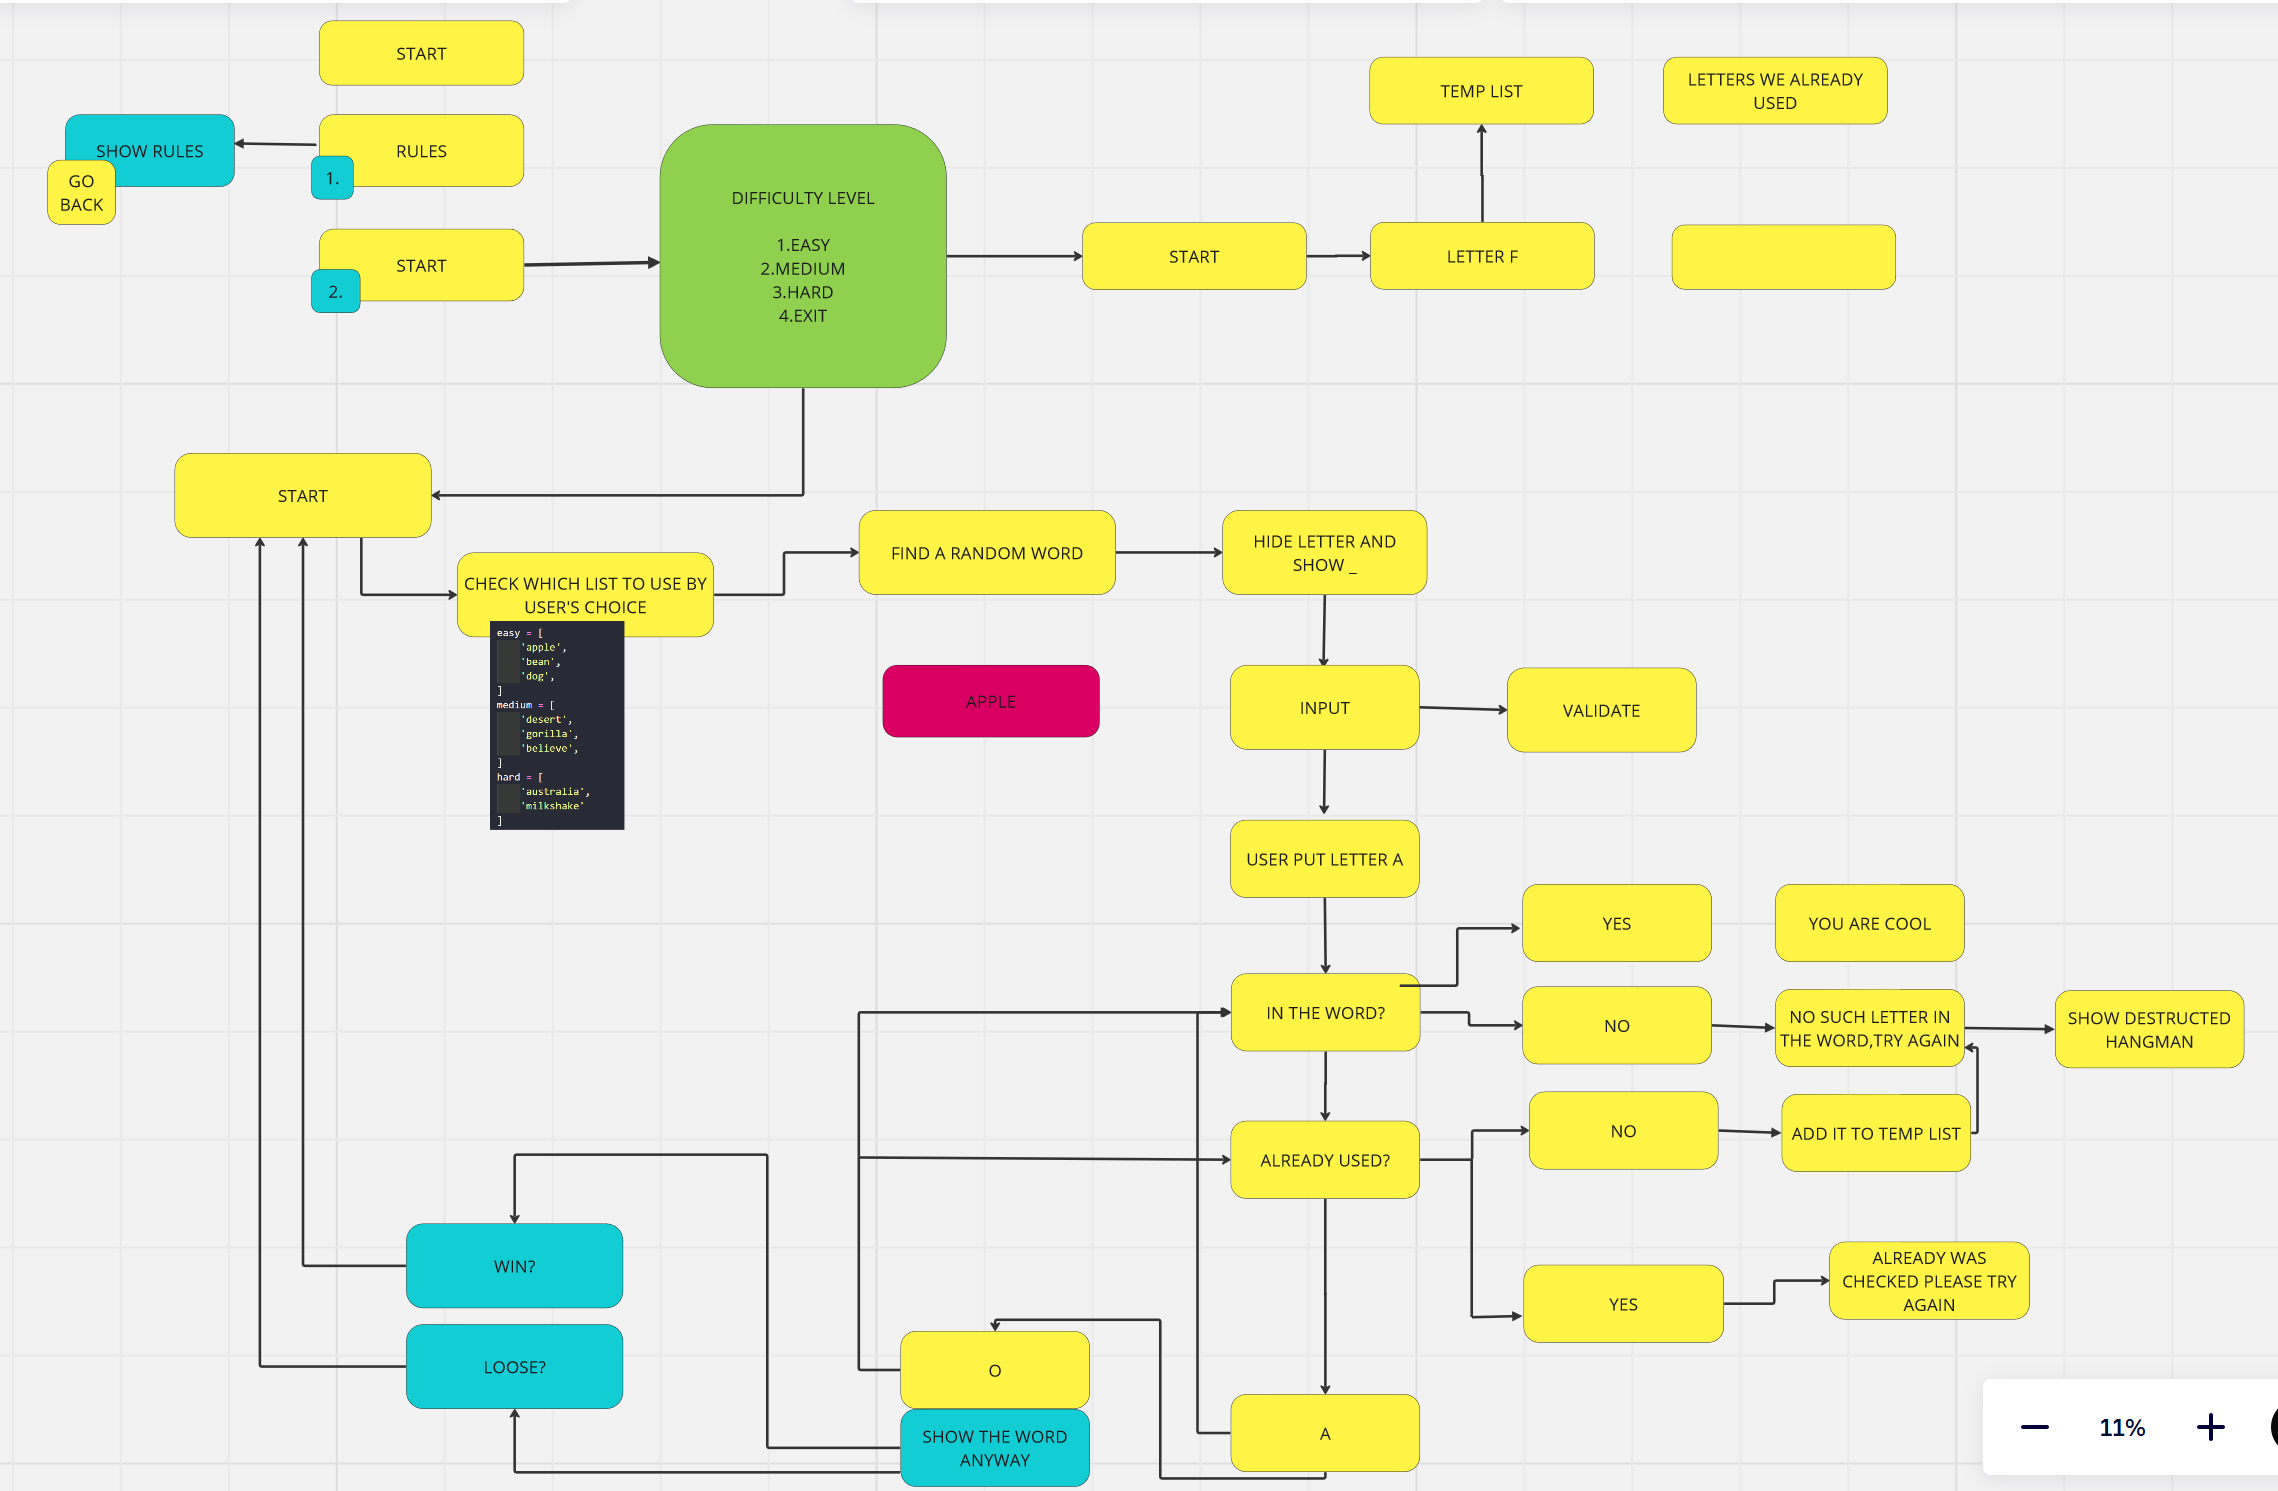 START
TEMP LIST
LETTERS WE ALREADY
USED
SHOW RULES
RULES
1.
GO
BACK
START
2.
DIFFICULTY LEVEL
1.EASY
2.MEDIUM
3.HARD
4.EXIT
START
LETTER F
START
CHECK WHICH LIST TO USE BY
USER'S CHOICE
FIND A RANDOM WORD
HIDE LETTER AND
SHOW _
easy = [
'apple',
'bean',
'dog',
]
medium = [
'desert',
'gorilla',
'believe',
]
hard = [
'australia',
'milkshake'
]
APPLE
INPUT
VALIDATE
USER PUT LETTER A
YES
YOU ARE COOL
IN THE WORD?
NO
NO SUCH LETTER IN
THE WORD,TRY AGAIN
SHOW DESTRUCTED
HANGMAN
ALREADY USED?
NO
ADD IT TO TEMP LIST
YES
ALREADY WAS
CHECKED PLEASE TRY
AGAIN
WIN?
LOOSE?
O
SHOW THE WORD
ANYWAY
A
11%